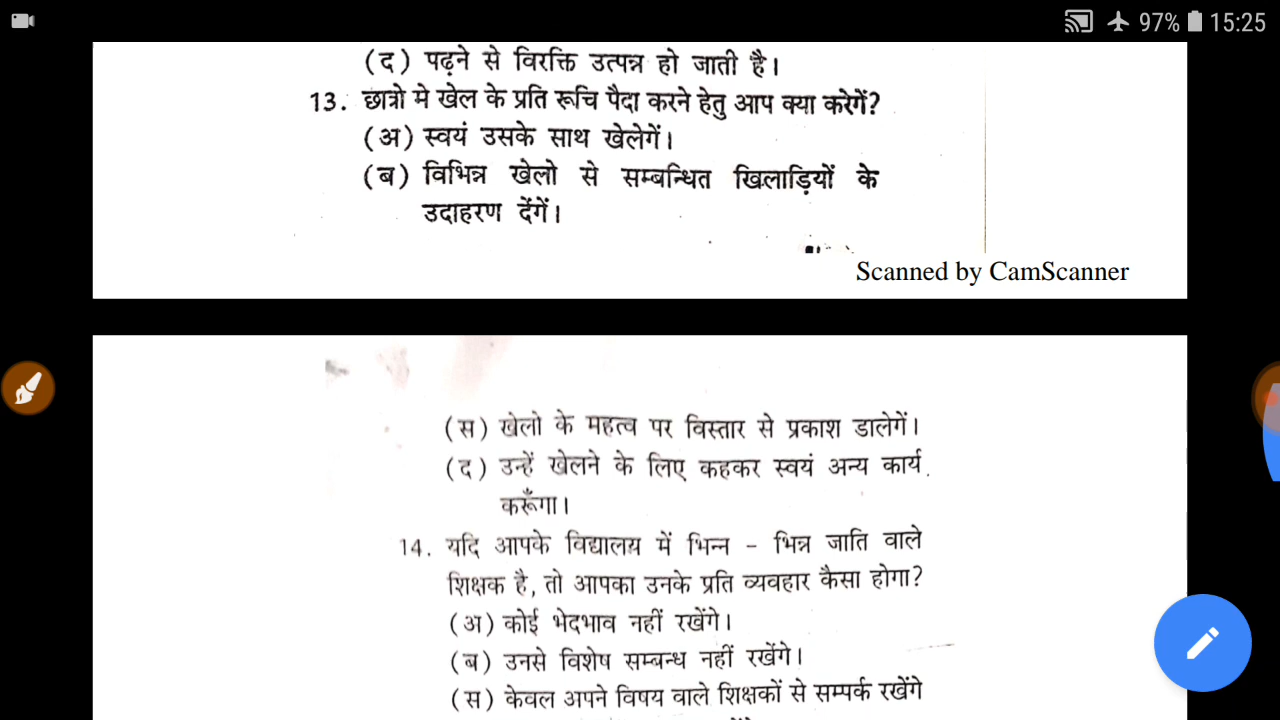 97% 15:25
(द) पढ़ने से विरक्ति उत्पन्न हो जाती है।
13. छात्रो मे खेल के प्रति रूचि पैदा करने हेतु आप क्या करेगें?
(अ) स्वयं उसके साथ खेलेगें।
(ब) विभिन्न खेलो से सम्बन्धित खिलाड़ियों के
उदाहरण देंगें।
Scanned by CamScanner
(स) खेलो के महत्व पर विस्तार से प्रकाश डालेगें।
(द) उन्हें खेलने के लिए कहकर स्वयं अन्य कार्य
करूँगा।
14. यदि आपके विद्यालय में भिन्न - भिन्न जाति वाले
शिक्षक है, तो आपका उनके प्रति व्यवहार कैसा होगा?
(अ) कोई भेदभाव नहीं रखेंगे।
(ब) उनसे विशेष सम्बन्ध नहीं रखेंगे।
(स) केवल अपने विषय वाले शिक्षकों से सम्पर्क रखेंगे